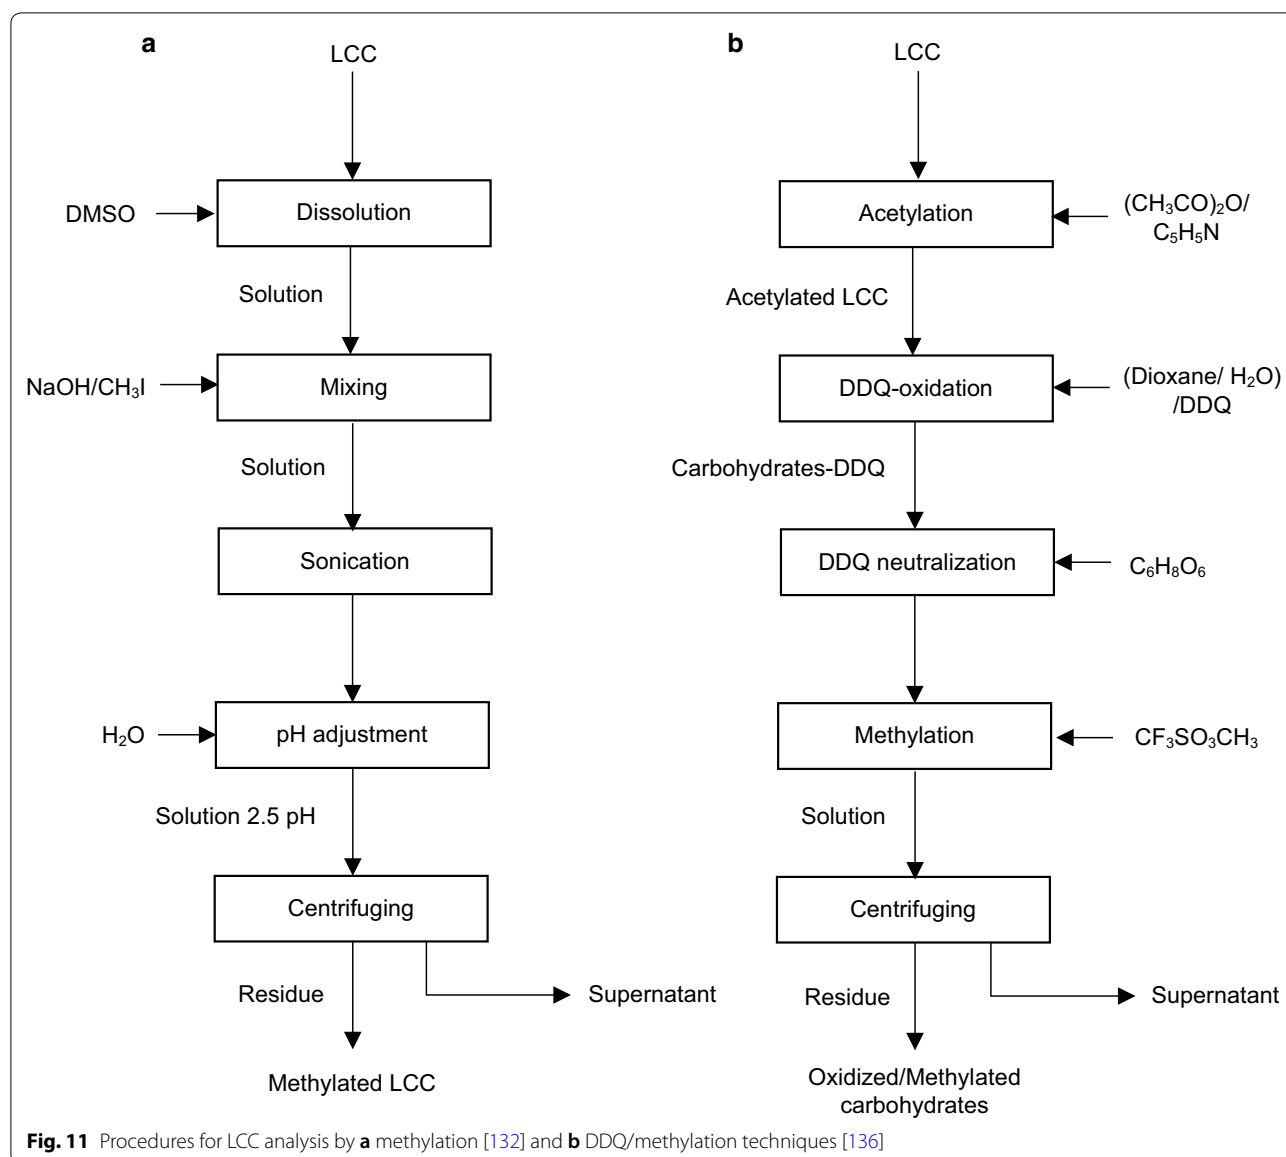 a
LCC
DMSO
Dissolution
Solution
NaOH/CH₃I
Mixing
Solution
Sonication
H₂O
pH adjustment
Solution 2.5 pH
Centrifuging
Residue
Supernatant
Methylated LCC
b
LCC
Acetylation
(CH₃CO)₂O/
C₅H₅N
Acetylated LCC
DDQ-oxidation
(Dioxane/ H₂O)
/DDQ
Carbohydrates-DDQ
DDQ neutralization
C₆H₈O₆
Methylation
CF₃SO₃CH₃
Solution
Centrifuging
Residue
Supernatant
Oxidized/Methylated
carbohydrates
Fig. 11 Procedures for LCC analysis by a methylation [132] and b DDQ/methylation techniques [136]